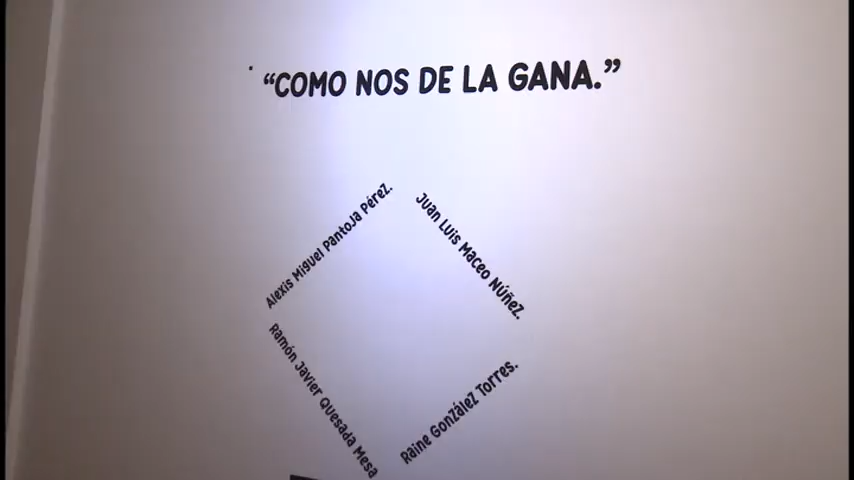 “COMO NOS DE LA GANA.”
Alexis Miguel Pantoja Pérez.
Juan Luis Maceo Núñez.
Ramón Javier Quesada Mesa
Raine González Torres.